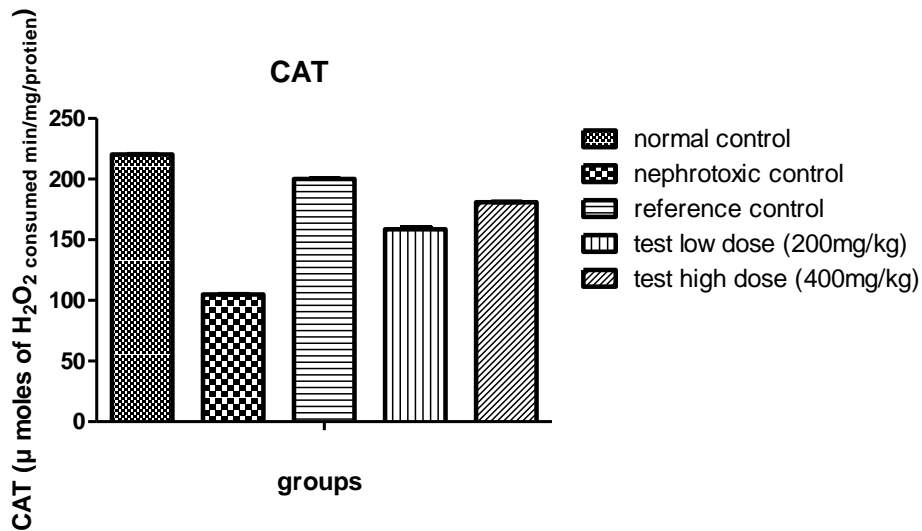 CAT
CAT (µ moles of H₂O₂ consumed min/mg/protien)
250
200
150
100
50
0
groups
normal control
nephrotoxic control
reference control
test low dose (200mg/kg)
test high dose (400mg/kg)